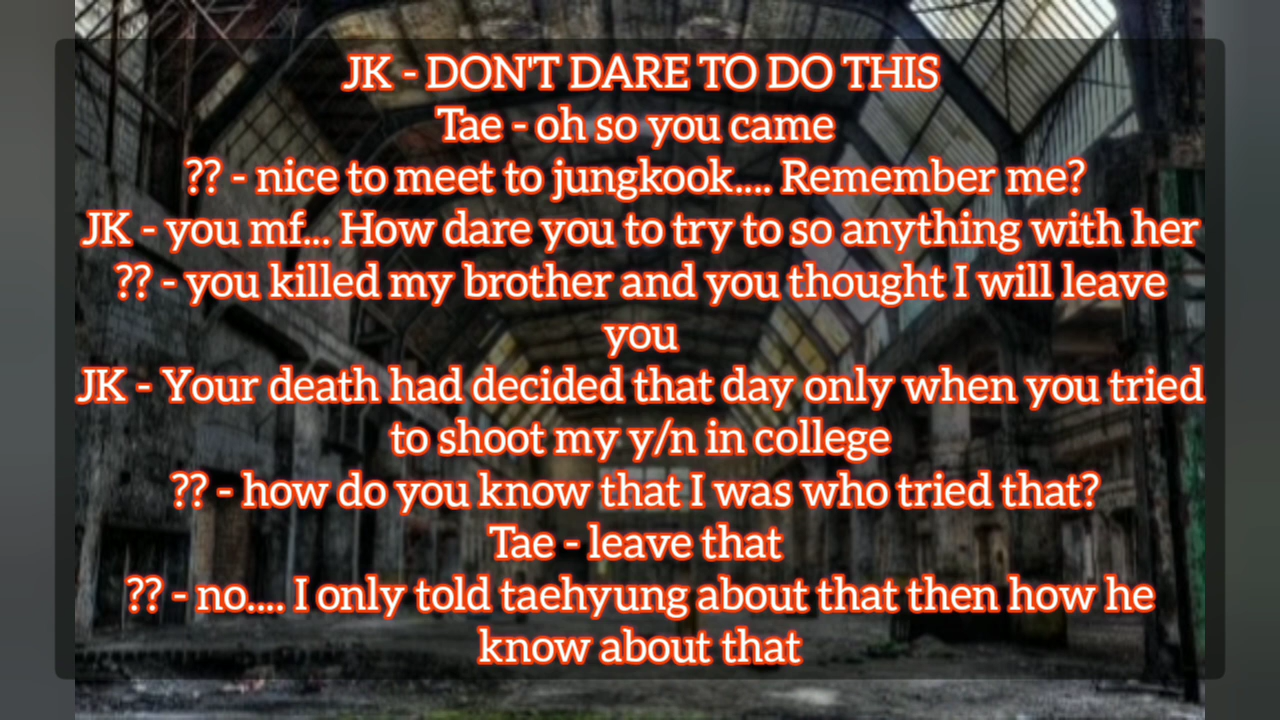 JK - DON'T DARE TO DO THIS
Tae - oh so you came
?? - nice to meet to jungkook.... Remember me?
JK - you mf... How dare you to try to so anything with her
?? - you killed my brother and you thought I will leave
you
JK - Your death had decided that day only when you tried
to shoot my y/n in college
?? - how do you know that I was who tried that?
Tae - leave that
?? - no.... I only told taehyung about that then how he
know about that